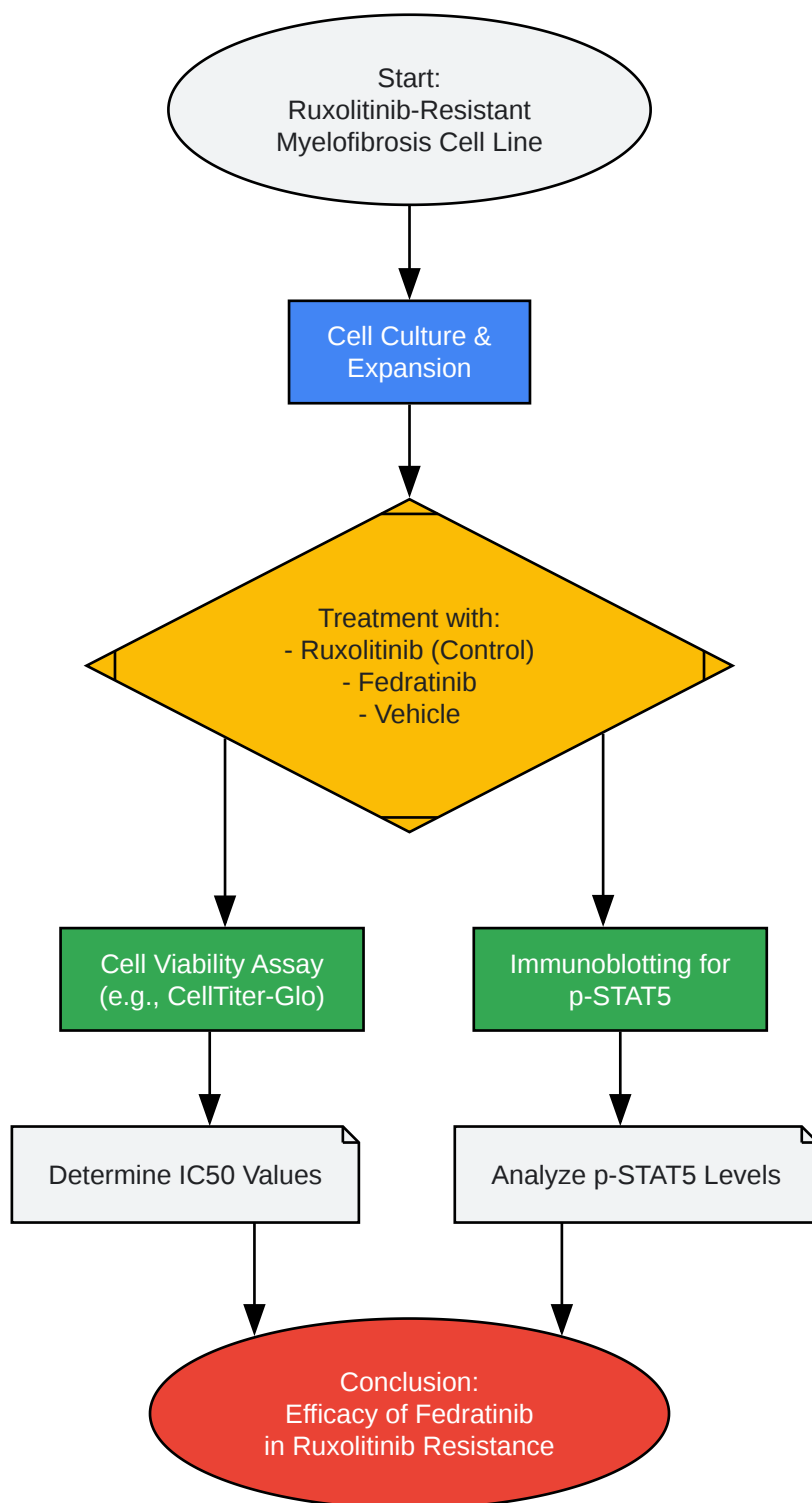 Start:
Ruxolitinib-Resistant
Myelofibrosis Cell Line
Cell Culture &
Expansion
Treatment with:
- Ruxolitinib (Control)
- Fedratinib
- Vehicle
Cell Viability Assay
(e.g., CellTiter-Glo)
Immunoblotting for
p-STAT5
Determine IC50 Values
Analyze p-STAT5 Levels
Conclusion:
Efficacy of Fedratinib
in Ruxolitinib Resistance